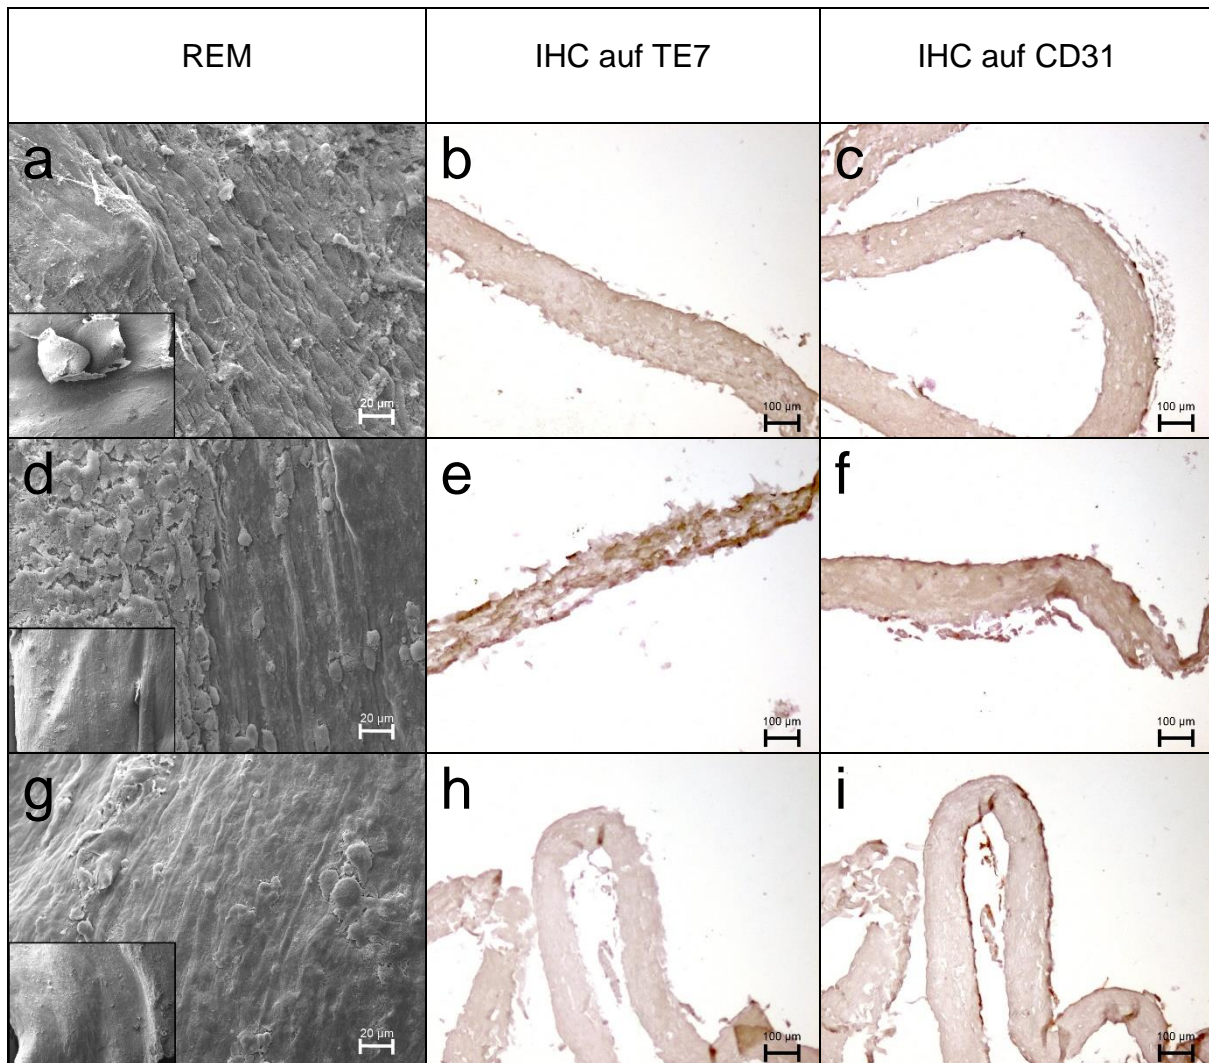 REM
IHC auf TE7
IHC auf CD31
a
20 µm
b
100 µm
c
100 µm
d
20 µm
e
100 µm
f
100 µm
g
20 µm
h
100 µm
i
100 µm